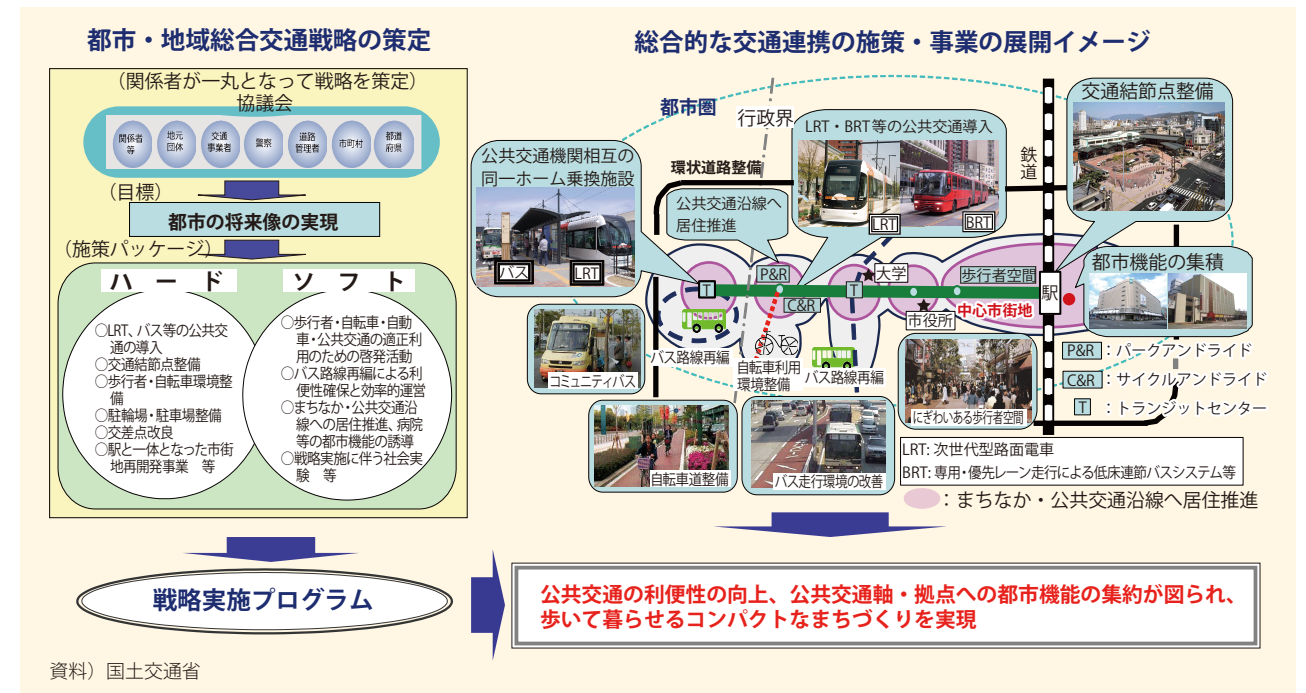 都市・地域総合交通戦略の策定
（関係者が一丸となって戦略を策定）
協議会
関係者
等
地元
団体
交通
事業者
警察
道路
管理者
市町村
都道
府県
（目標）
都市の将来像の実現
（施策パッケージ）
ハード
○LRT、バス等の公共交
通の導入
○交通結節点整備
○歩行者・自転車環境整
備
○駐輪場・駐車場整備
○交差点改良
○駅と一体となった市街
地再開発事業　等
ソフト
○歩行者・自転車・自動
車・公共交通の適正利
用のための啓発活動
○バス路線再編による利
便性確保と効率的運営
○まちなか・公共交通沿
線への居住推進、病院
等の都市機能の誘導
○戦略実施に伴う社会実
験　等
戦略実施プログラム
総合的な交通連携の施策・事業の展開イメージ
都市圏
行政界
環状道路整備
鉄道
公共交通機関相互の
同一ホーム乗換施設
バス
LRT
公共交通沿線へ
居住推進
LRT・BRT等の公共交通導入
LRT
BRT
交通結節点整備
都市機能の集積
T
P&R
C&R
T
大学
市役所
歩行者空間
中心市街地
駅
バス路線再編
自転車利用
環境整備
バス路線再編
コミュニティバス
自転車道整備
バス走行環境の改善
にぎわいある歩行者空間
P&R：パークアンドライド
C&R：サイクルアンドライド
T：トランジットセンター
LRT: 次世代型路面電車
BRT: 専用・優先レーン走行による低床連節バスシステム等
：まちなか・公共交通沿線へ居住推進
公共交通の利便性の向上、公共交通軸・拠点への都市機能の集約が図られ、
歩いて暮らせるコンパクトなまちづくりを実現
資料）国土交通省